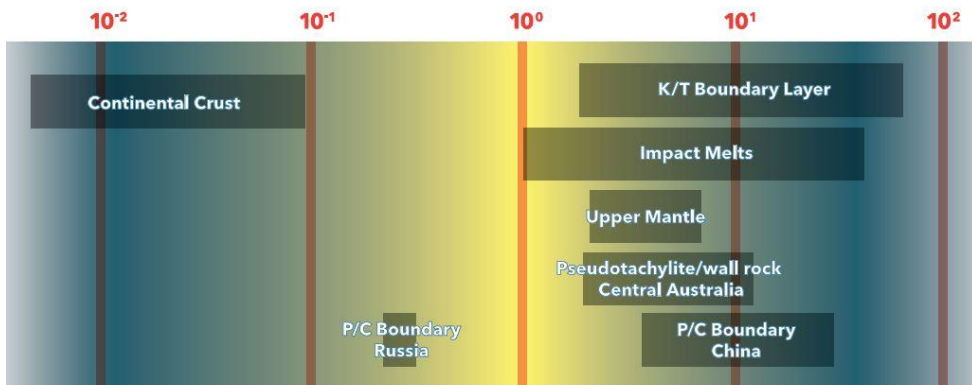 10⁻² 10⁻¹ 10⁰ 10¹ 10²
Continental Crust
K/T Boundary Layer
Impact Melts
Upper Mantle
Pseudotachylite/wall rock
Central Australia
P/C Boundary
Russia
P/C Boundary
China